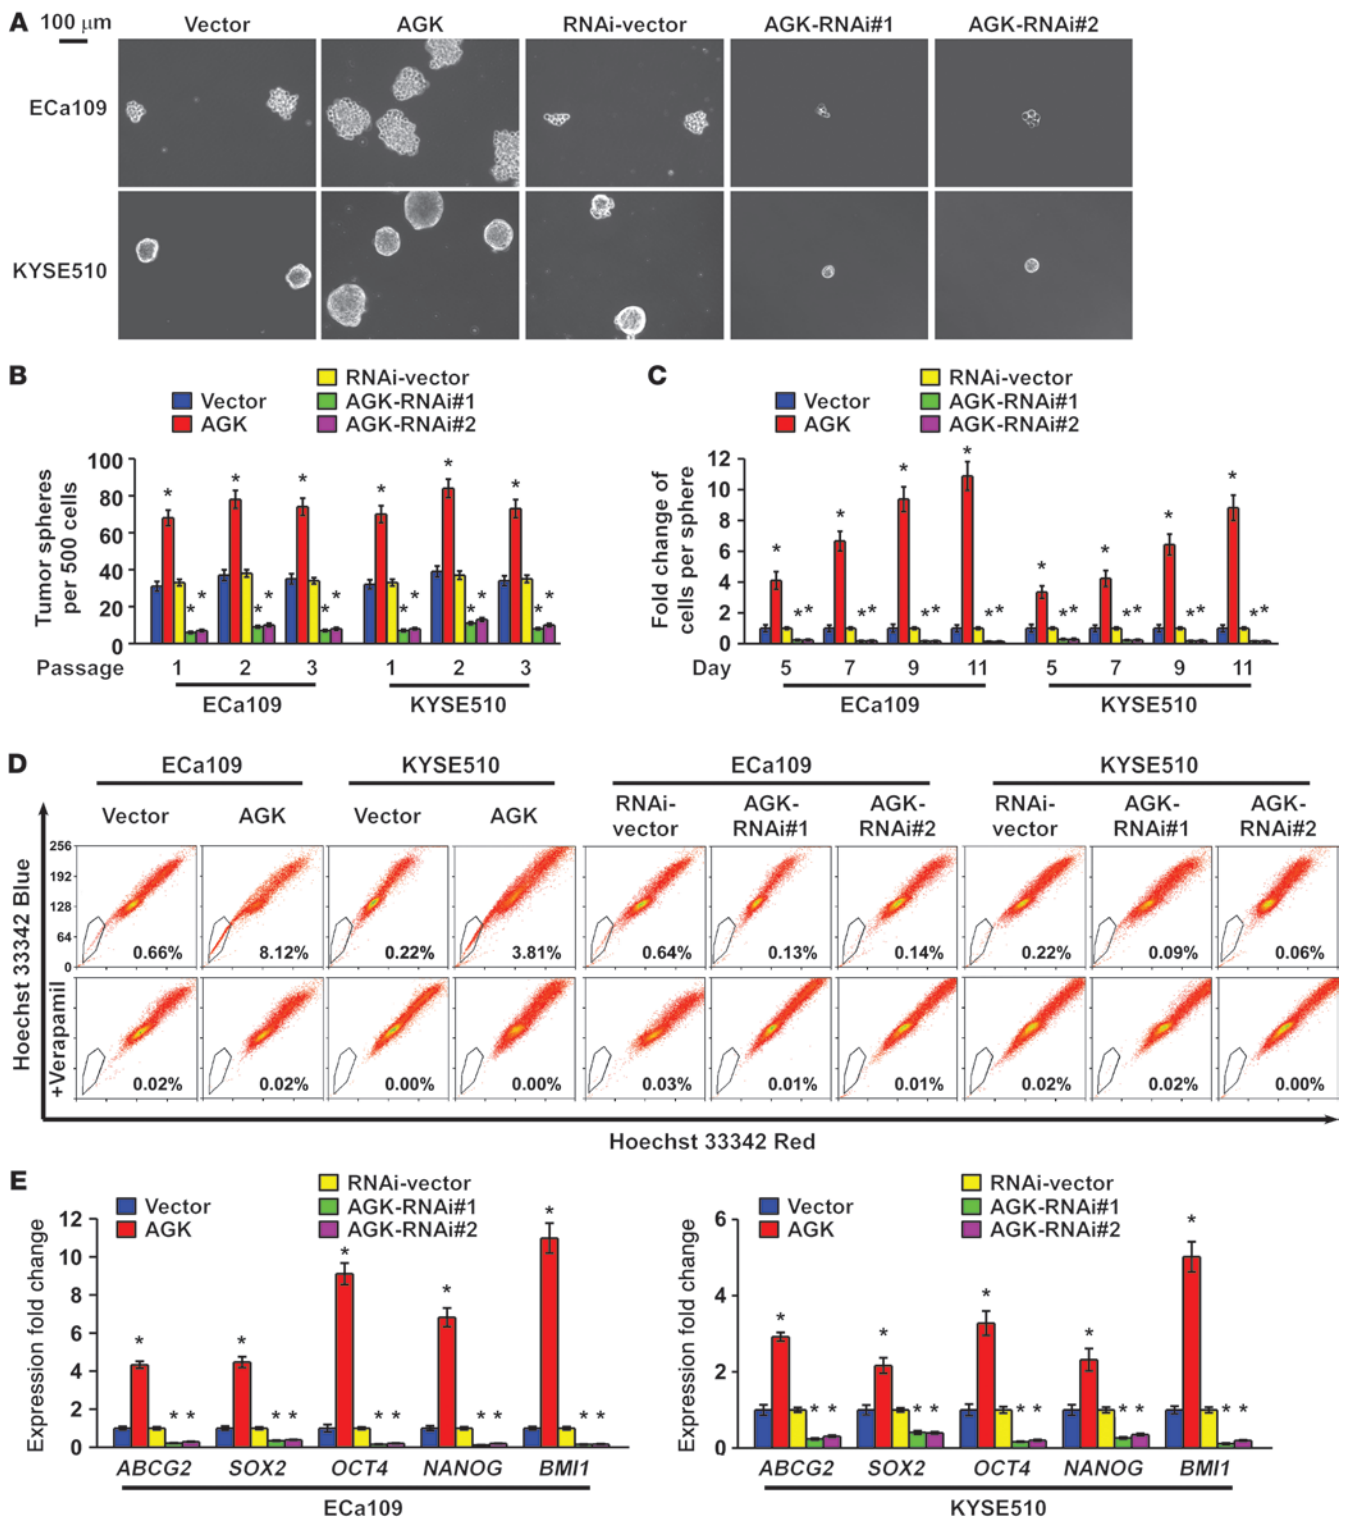 A 100 µm Vector AGK RNAi-vector AGK-RNAi#1 AGK-RNAi#2
ECa109
KYSE510
B
RNAi-vector
Vector AGK-RNAi#1
AGK AGK-RNAi#2
Tumor spheres
per 500 cells
100
80
60
40
20
0
* * * * * *
* * * * * * * * * * * *
Passage 1 2 3 1 2 3
ECa109 KYSE510
C
RNAi-vector
Vector AGK-RNAi#1
AGK AGK-RNAi#2
Fold change of
cells per sphere
12
10
8
6
4
2
0
* * * * * * * *
** ** ** ** ** ** ** **
Day 5 7 9 11 5 7 9 11
ECa109 KYSE510
D
ECa109 KYSE510 ECa109 KYSE510
Vector AGK Vector AGK RNAi- AGK- AGK- RNAi- AGK- AGK-
vector RNAi#1 RNAi#2 vector RNAi#1 RNAi#2
Hoechst 33342 Blue
256
192
128
64
0
0.66% 8.12% 0.22% 3.81% 0.64% 0.13% 0.14% 0.22% 0.09% 0.06%
+Verapamil
0.02% 0.02% 0.00% 0.00% 0.03% 0.01% 0.01% 0.02% 0.02% 0.00%
Hoechst 33342 Red
E
RNAi-vector
Vector AGK-RNAi#1
AGK AGK-RNAi#2
Expression fold change
12
10
8
6
4
2
0
* * * * *
* * * * * * * * * *
ABCG2 SOX2 OCT4 NANOG BMI1
ECa109
RNAi-vector
Vector AGK-RNAi#1
AGK AGK-RNAi#2
Expression fold change
6
4
2
0
* * * * *
* * * * * * * * * *
ABCG2 SOX2 OCT4 NANOG BMI1
KYSE510